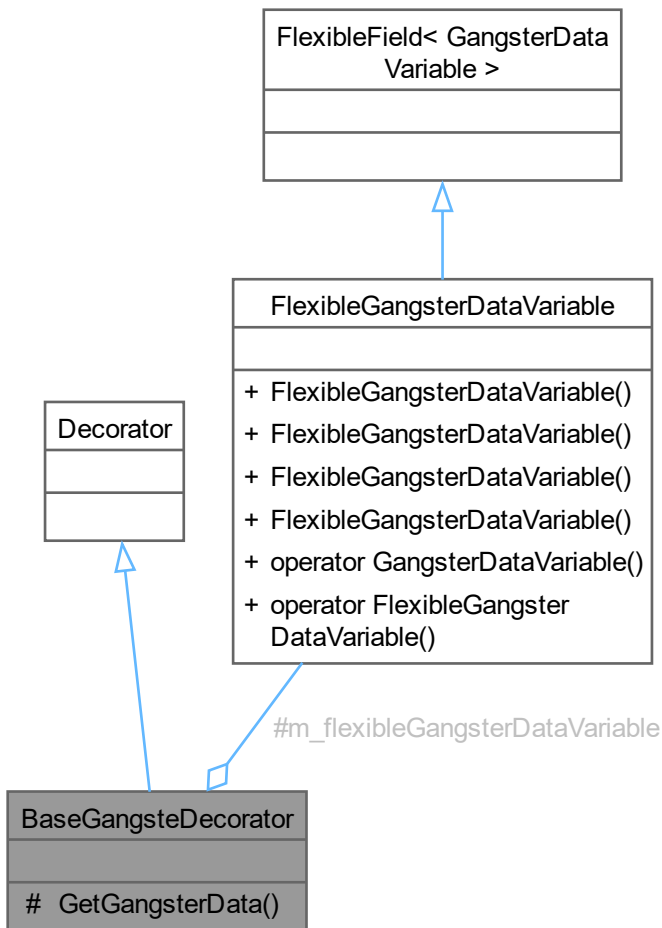 FlexibleField< GangsterData
Variable >
FlexibleGangsterDataVariable
+ FlexibleGangsterDataVariable()
+ FlexibleGangsterDataVariable()
+ FlexibleGangsterDataVariable()
+ FlexibleGangsterDataVariable()
+ operator GangsterDataVariable()
+ operator FlexibleGangster
DataVariable()
Decorator
#m_flexibleGangsterDataVariable
BaseGangsteDecorator
# GetGangsterData()